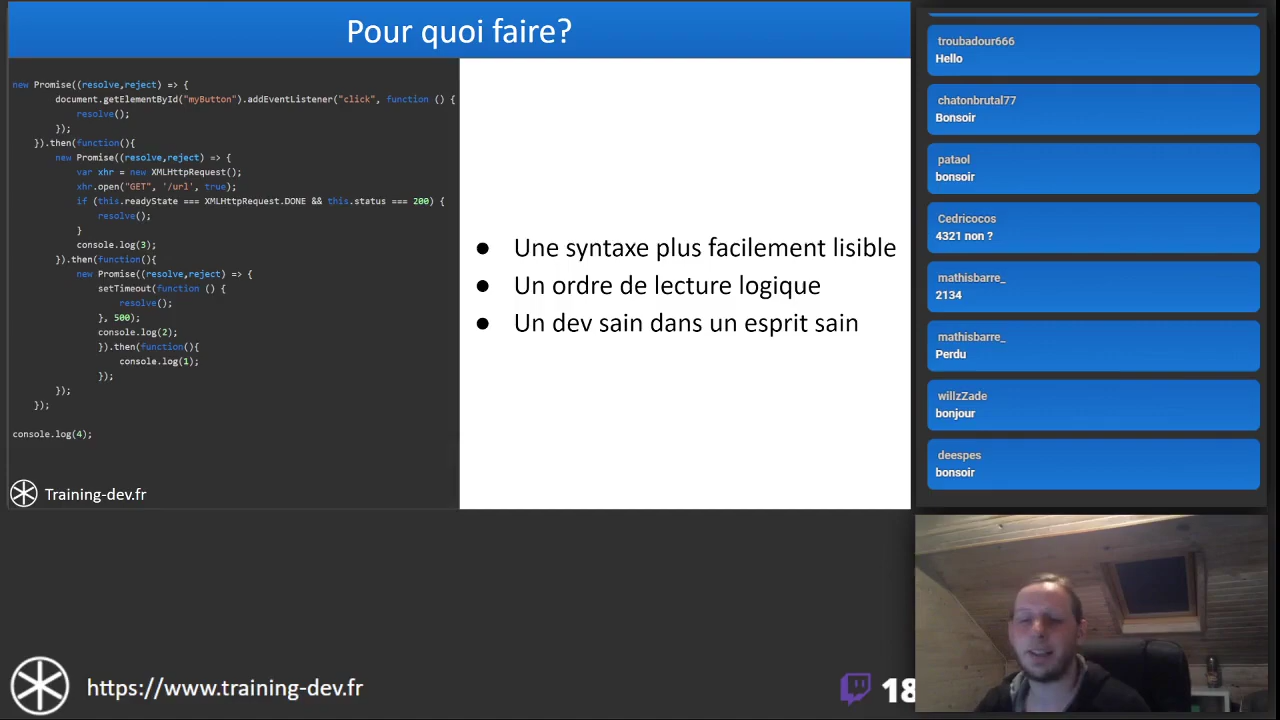 Pour quoi faire?
new Promise((resolve,reject) => {
document.getElementById("myButton").addEventListener("click", function () {
resolve();
});
}).then(function(){
new Promise((resolve,reject) => {
var xhr = new XMLHttpRequest();
xhr.open("GET", '/url', true);
if (this.readyState === XMLHttpRequest.DONE && this.status === 200) {
resolve();
}
console.log(3);
}).then(function(){
new Promise((resolve,reject) => {
setTimeout(function () {
resolve();
}, 500);
console.log(2);
}).then(function(){
console.log(1);
});
});
});
console.log(4);
Training-dev.fr
● Une syntaxe plus facilement lisible
● Un ordre de lecture logique
● Un dev sain dans un esprit sain
troubadour666
Hello
chatonbrutal77
Bonsoir
pataol
bonsoir
Cedricocos
4321 non ?
mathisbarre_
2134
mathisbarre_
Perdu
willzZade
bonjour
deespes
bonsoir
https://www.training-dev.fr
18